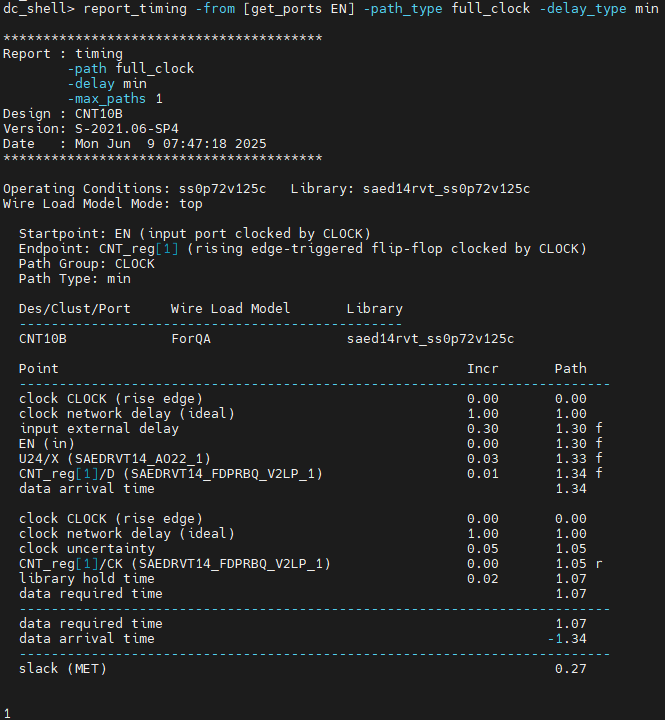 dc_shell> report_timing -from [get_ports EN] -path_type full_clock -delay_type min

****************************************
Report : timing
        -path full_clock
        -delay min
        -max_paths 1
Design : CNT10B
Version: S-2021.06-SP4
Date   : Mon Jun  9 07:47:18 2025
****************************************

Operating Conditions: ss0p72v125c   Library: saed14rvt_ss0p72v125c
Wire Load Model Mode: top

  Startpoint: EN (input port clocked by CLOCK)
  Endpoint: CNT_reg[1] (rising edge-triggered flip-flop clocked by CLOCK)
  Path Group: CLOCK
  Path Type: min

  Des/Clust/Port     Wire Load Model       Library
  ------------------------------------------------
  CNT10B             ForQA                 saed14rvt_ss0p72v125c

  Point                                                   Incr       Path
  --------------------------------------------------------------------------
  clock CLOCK (rise edge)                                 0.00       0.00
  clock network delay (ideal)                             1.00       1.00
  input external delay                                    0.30       1.30 f
  EN (in)                                                 0.00       1.30 f
  U24/X (SAEDRVT14_AO22_1)                                0.03       1.33 f
  CNT_reg[1]/D (SAEDRVT14_FDPRBQ_V2LP_1)                  0.01       1.34 f
  data arrival time                                                  1.34

  clock CLOCK (rise edge)                                 0.00       0.00
  clock network delay (ideal)                             1.00       1.00
  clock uncertainty                                       0.05       1.05
  CNT_reg[1]/CK (SAEDRVT14_FDPRBQ_V2LP_1)                 0.00       1.05 r
  library hold time                                       0.02       1.07
  data required time                                                 1.07
  --------------------------------------------------------------------------
  data required time                                                 1.07
  data arrival time                                                 -1.34
  --------------------------------------------------------------------------
  slack (MET)                                                        0.27


1